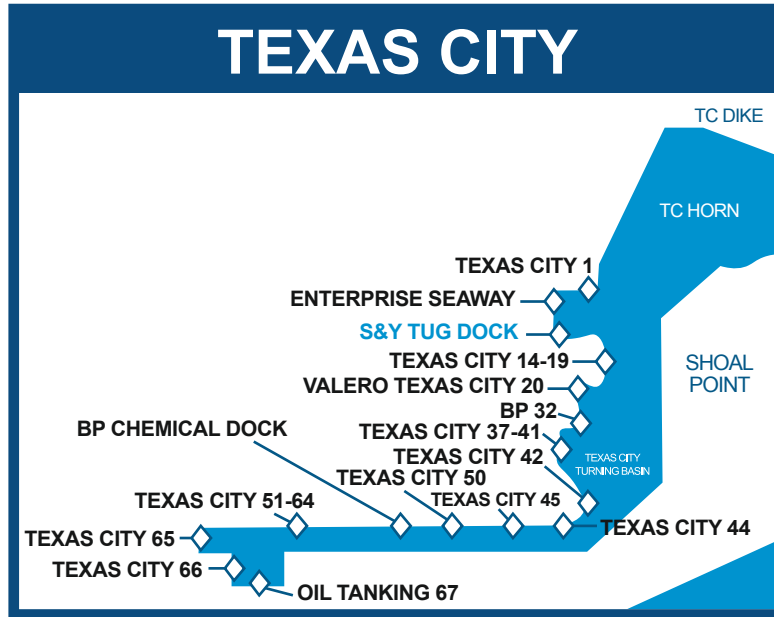 TEXAS CITY
TC DIKE
TC HORN
TEXAS CITY 1
ENTERPRISE SEAWAY
S&Y TUG DOCK
TEXAS CITY 14-19
SHOAL
POINT
VALERO TEXAS CITY 20
BP 32
BP CHEMICAL DOCK
TEXAS CITY 37-41
TEXAS CITY 42
TEXAS CITY
TURNING BASIN
TEXAS CITY 50
TEXAS CITY 51-64
TEXAS CITY 45
TEXAS CITY 44
TEXAS CITY 65
TEXAS CITY 66
OIL TANKING 67